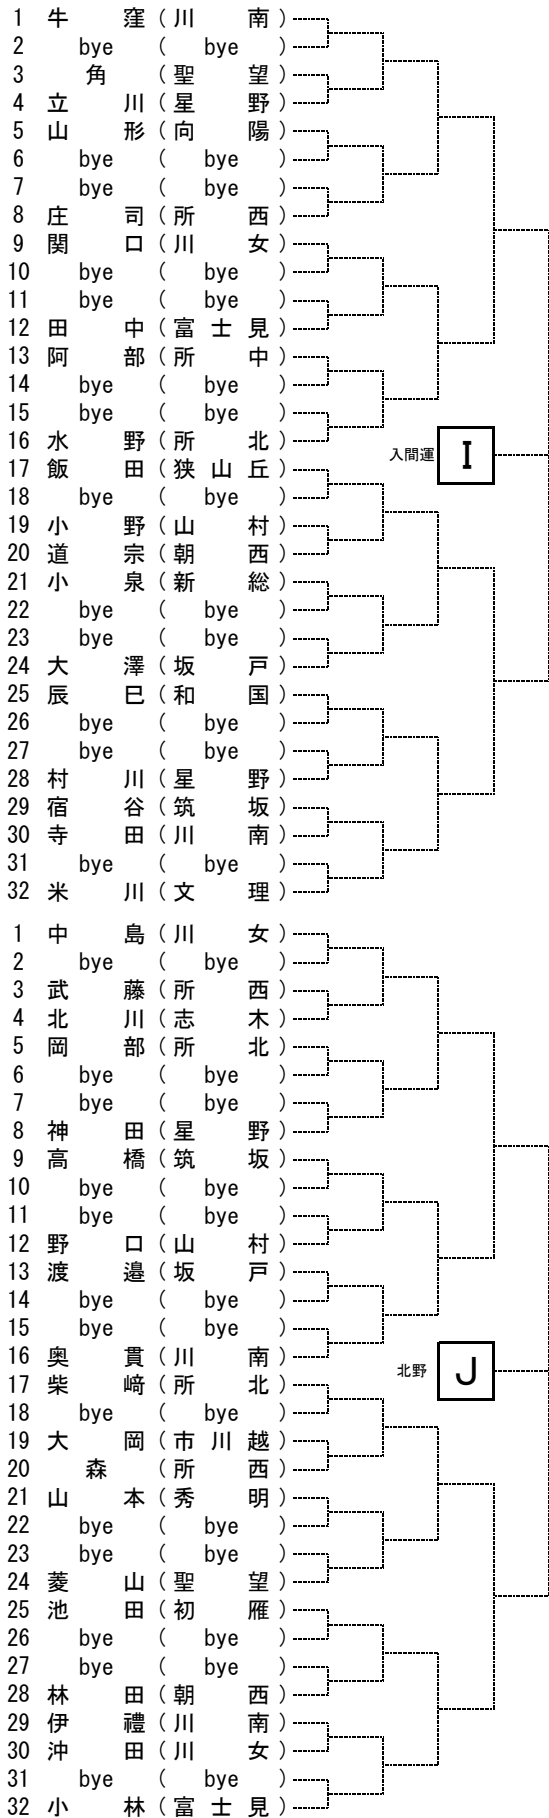 1 牛窪(川南)
2 bye(bye)
3 角(聖望)
4 立川(星野)
5 山形(向陽)
6 bye(bye)
7 bye(bye)
8 庄司(所西)
9 関口(川女)
10 bye(bye)
11 bye(bye)
12 田中(富士見)
13 阿部(所中)
14 bye(bye)
15 bye(bye)
16 水野(所北)
入間運 I
17 飯田(狭山丘)
18 bye(bye)
19 小野(山村)
20 道宗(朝西)
21 小泉(新総)
22 bye(bye)
23 bye(bye)
24 大澤(坂戸)
25 辰巳(和国)
26 bye(bye)
27 bye(bye)
28 村川(星野)
29 宿谷(筑坂)
30 寺田(川南)
31 bye(bye)
32 米川(文理)
1 中島(川女)
2 bye(bye)
3 武藤(所西)
4 北川(志木)
5 岡部(所北)
6 bye(bye)
7 bye(bye)
8 神田(星野)
9 高橋(筑坂)
10 bye(bye)
11 bye(bye)
12 野口(山村)
13 渡邉(坂戸)
14 bye(bye)
15 bye(bye)
16 奥貫(川南)
北野 J
17 柴﨑(所北)
18 bye(bye)
19 大岡(市川越)
20 森(所西)
21 山本(秀明)
22 bye(bye)
23 bye(bye)
24 菱山(聖望)
25 池田(初雁)
26 bye(bye)
27 bye(bye)
28 林田(朝西)
29 伊禮(川南)
30 沖田(川女)
31 bye(bye)
32 小林(富士見)